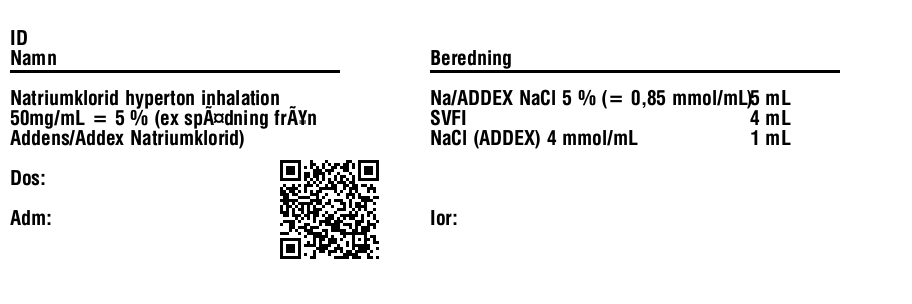 ID
Namn
Natriumklorid hyperton inhalation
50mg/mL = 5 % (ex spÃ¤dning frÃ¥n
Addens/Addex Natriumklorid)
Dos:
Adm:
Beredning
Na/ADDEX NaCl 5 % (= 0,85 mmol/mL)5 mL
SVFI 4 mL
NaCl (ADDEX) 4 mmol/mL 1 mL
Ior: